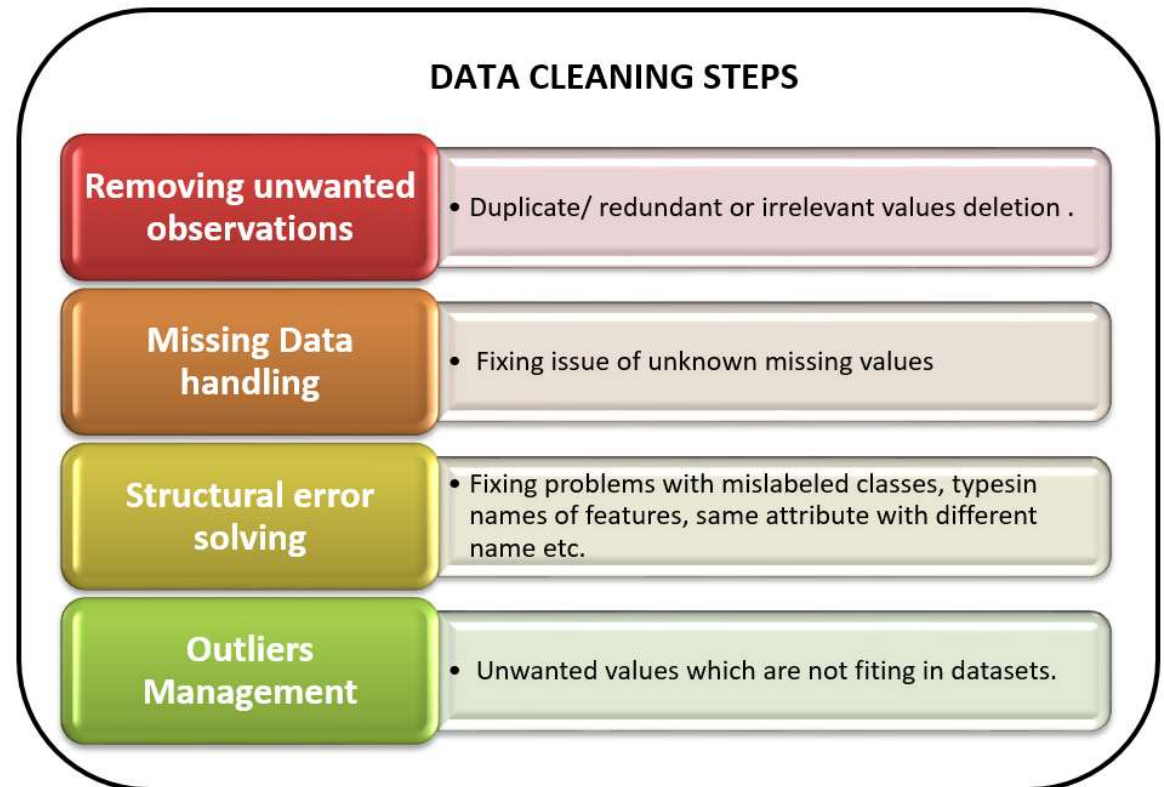 DATA CLEANING STEPS
Removing unwanted
observations
• Duplicate/ redundant or irrelevant values deletion .
Missing Data
handling
• Fixing issue of unknown missing values
Structural error
solving
• Fixing problems with mislabeled classes, typesin
names of features, same attribute with different
name etc.
Outliers
Management
• Unwanted values which are not fiting in datasets.